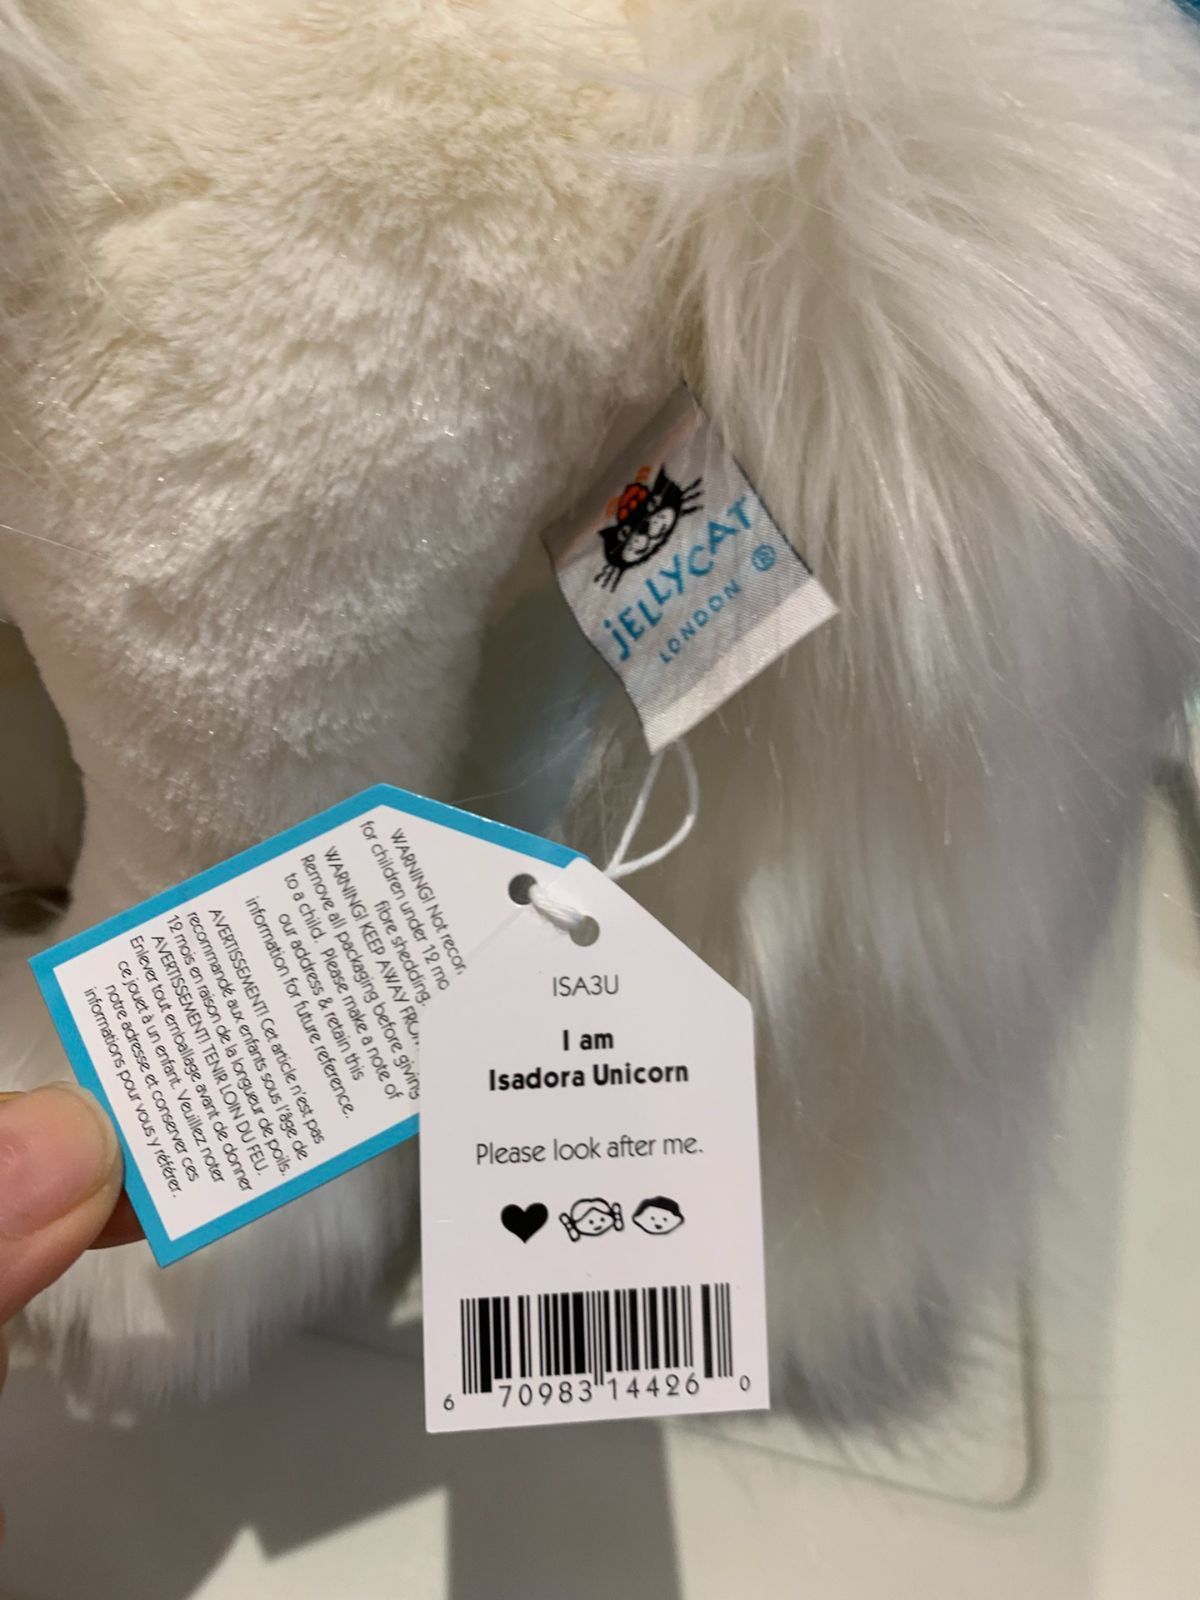 JELLYCAT
LONDON ®
WARNING! Not
for children under 12
fibre shedding.
WARNING! KEEP AWAY
Remove all packaging before giving
to a child. Please make a note of
our address & retain this
information for future reference.
AVERTISSEMENT! Cet article n'est pas
recommandé aux enfants sous l'âge de
12 mois en raison de la longueur de poils.
AVERTISSEMENT! TENIR LOIN DU FEU.
Enlever tout emballage avant de donner
ce jouet à un enfant. Veuillez noter
notre adresse et conserver ces
informations pour vous y référer.
ISA3U
I am
Isadora Unicorn
Please look after me.
6 70983 14426 0